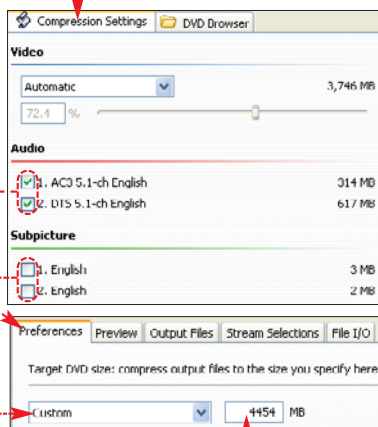 Compression Settings DVD Browser
Video
Automatic 3,746 MB
72.4 %
Audio
1. AC3 5.1-ch English 314 MB
2. DTS 5.1-ch English 617 MB
Subpicture
1. English 3 MB
2. English 2 MB
Preferences Preview Output Files Stream Selections File I/O
Target DVD size: compress output files to the size you specify here
Custom 4454 MB